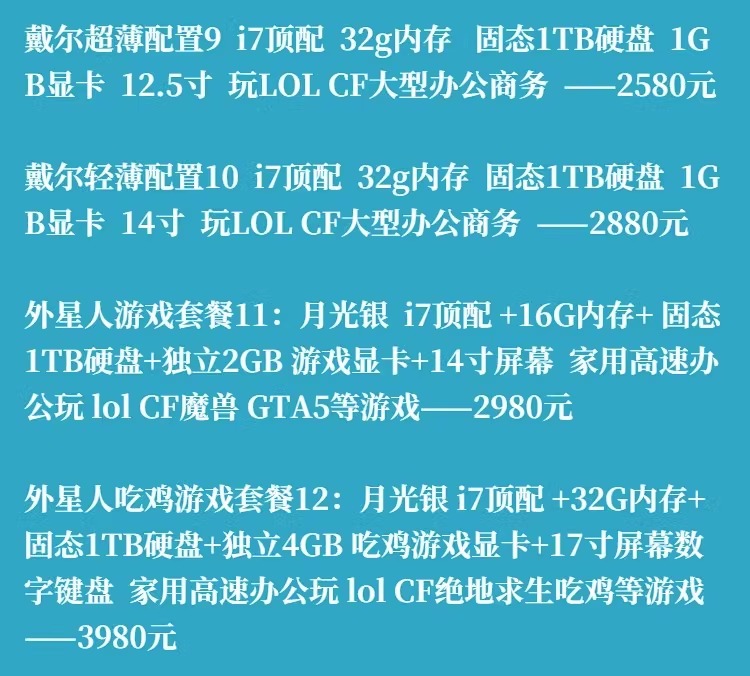 戴尔超薄配置9 i7顶配 32g内存 固态1TB硬盘 1G
B显卡 12.5寸 玩LOL CF大型办公商务 ——2580元
戴尔轻薄配置10 i7顶配 32g内存 固态1TB硬盘 1G
B显卡 14寸 玩LOL CF大型办公商务 ——2880元
外星人游戏套餐11：月光银 i7顶配 +16G内存+ 固态
1TB硬盘+独立2GB 游戏显卡+14寸屏幕 家用高速办
公玩 lol CF魔兽 GTA5等游戏——2980元
外星人吃鸡游戏套餐12：月光银 i7顶配 +32G内存+
固态1TB硬盘+独立4GB 吃鸡游戏显卡+17寸屏幕数
字键盘 家用高速办公玩 lol CF绝地求生吃鸡等游戏
——3980元